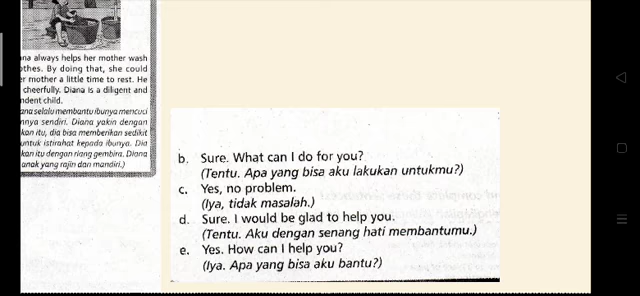 ana always helps her mother wash
othes. By doing that, she could
er mother a little time to rest. He
cheerfully. Diana is a diligent and
ndent child.
ana selalu membantu ibunya mencuci
nnya sendiri. Diana yakin dengan
kan itu, dia bisa memberikan sedikit
untuk istirahat kepada ibunya. Dia
kan itu dengan riang gembira. Diana
anak yang rajin dan mandiri.)
b. Sure. What can I do for you?
(Tentu. Apa yang bisa aku lakukan untukmu?)
c. Yes, no problem.
(Iya, tidak masalah.)
d. Sure. I would be glad to help you.
(Tentu. Aku dengan senang hati membantumu.)
e. Yes. How can I help you?
(Iya. Apa yang bisa aku bantu?)